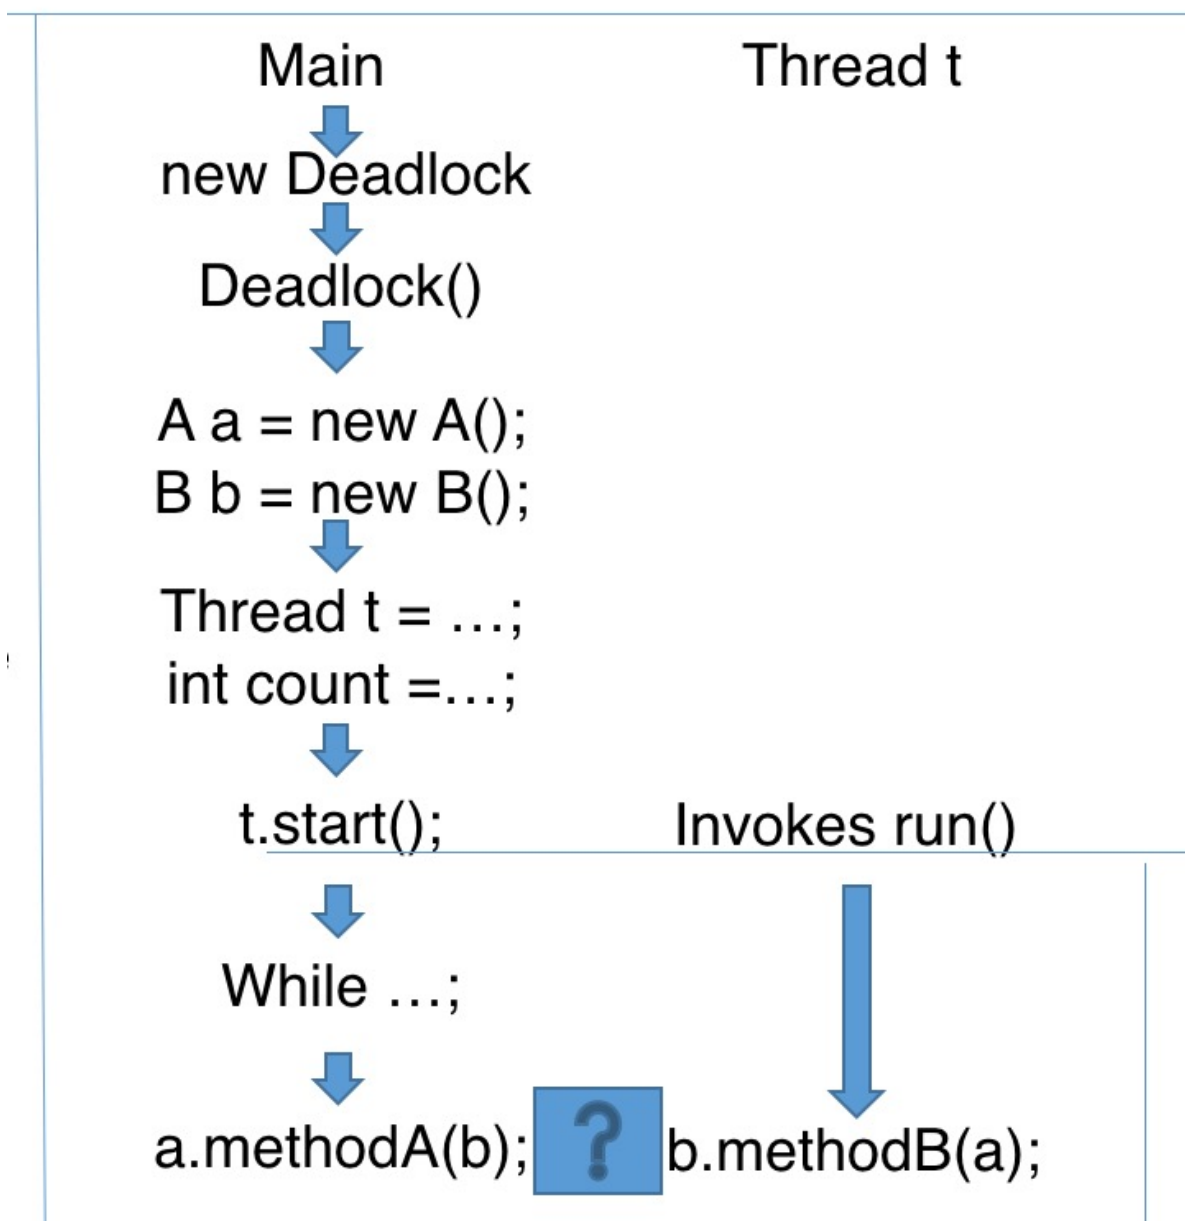 Main Thread t
new Deadlock
Deadlock()
A a = new A();
B b = new B();
Thread t = …;
int count =…;
t.start(); Invokes run()
While …;
a.methodA(b); ? b.methodB(a);